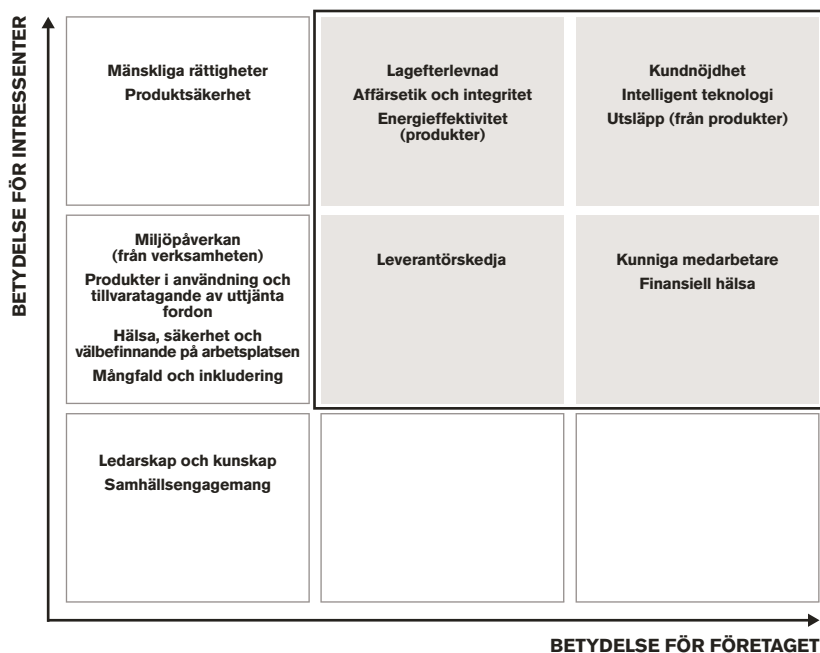 BETYDELSE FÖR INTRESSENTER
Mänskliga rättigheter
Produktsäkerhet
Lagefterlevnad
Affärsetik och integritet
Energieffektivitet
(produkter)
Kundnöjdhet
Intelligent teknologi
Utsläpp (från produkter)
Miljöpåverkan
(från verksamheten)
Produkter i användning och
tillvaratagande av uttjänta
fordon
Hälsa, säkerhet och
välbefinnande på arbetsplatsen
Mångfald och inkludering
Leverantörskedja
Kunniga medarbetare
Finansiell hälsa
Ledarskap och kunskap
Samhällsengagemang
BETYDELSE FÖR FÖRETAGET